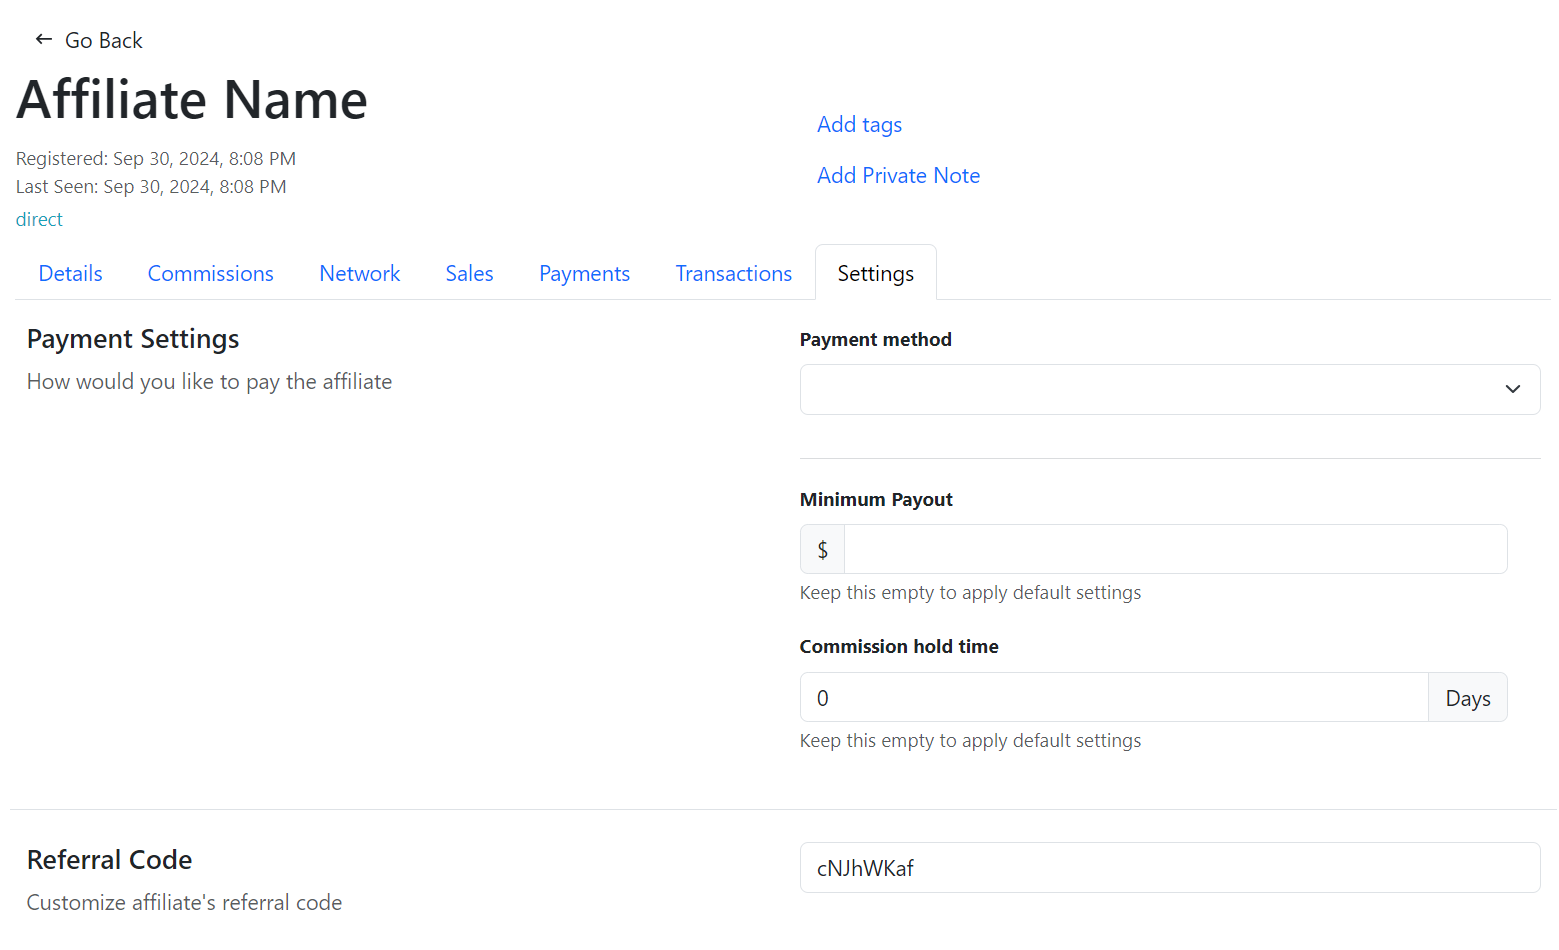 Go Back
Affiliate Name
Registered: Sep 30, 2024, 8:08 PM
Last Seen: Sep 30, 2024, 8:08 PM
direct
Add tags
Add Private Note
Details Commissions Network Sales Payments Transactions Settings
Payment Settings
How would you like to pay the affiliate
Payment method
Minimum Payout
$
Keep this empty to apply default settings
Commission hold time
0 Days
Keep this empty to apply default settings
Referral Code
Customize affiliate's referral code
cNJhWKaf